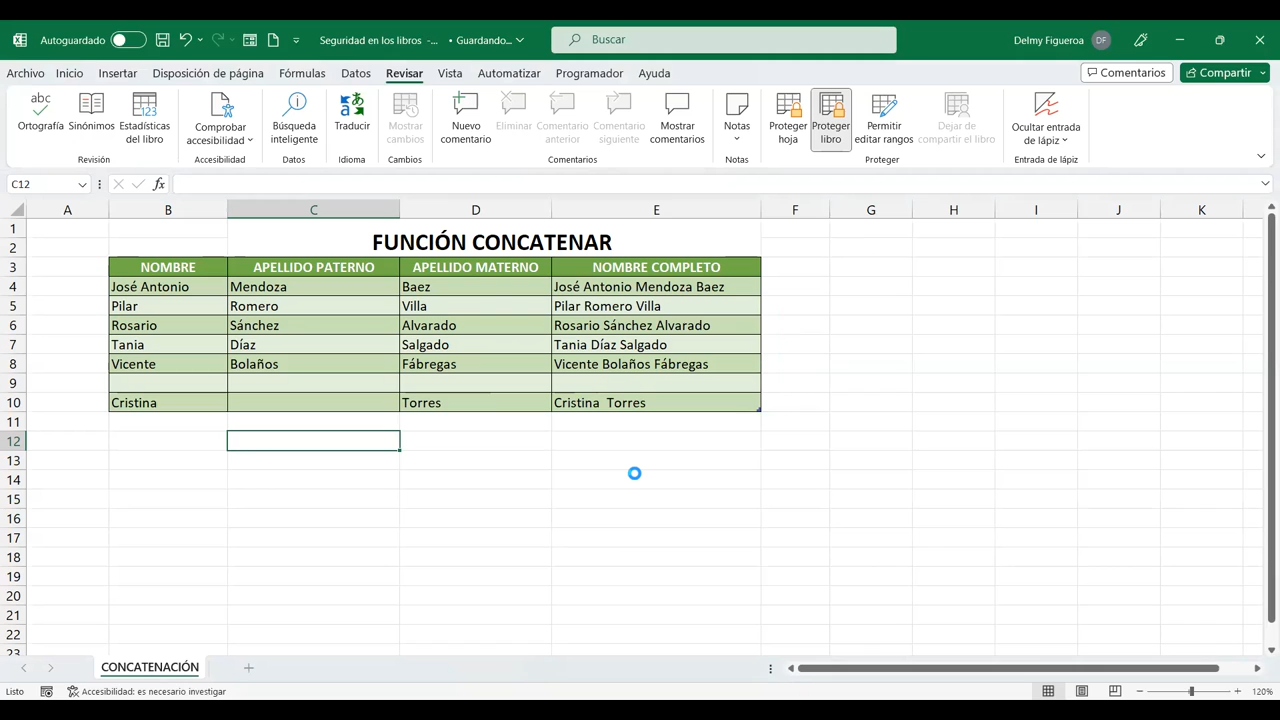 Autoguardado
Seguridad en los libros -... • Guardando...
Buscar
Delmy Figueroa
DF
Archivo
Inicio
Insertar
Disposición de página
Fórmulas
Datos
Revisar
Vista
Automatizar
Programador
Ayuda
Comentarios
Compartir
abc
Ortografía
Sinónimos
123
Estadísticas del libro
Revisión
Comprobar accesibilidad
Accesibilidad
Búsqueda inteligente
Datos
Traducir
Idioma
Mostrar cambios
Cambios
Nuevo comentario
Eliminar
Comentario anterior
Comentario siguiente
Mostrar comentarios
Comentarios
Notas
Notas
Proteger hoja
Proteger libro
Permitir editar rangos
Dejar de compartir el libro
Proteger
Ocultar entrada de lápiz
Entrada de lápiz
C12
fx
A B C D E F G H I J K
1
2 FUNCIÓN CONCATENAR
3 NOMBRE APELLIDO PATERNO APELLIDO MATERNO NOMBRE COMPLETO
4 José Antonio Mendoza Baez José Antonio Mendoza Baez
5 Pilar Romero Villa Pilar Romero Villa
6 Rosario Sánchez Alvarado Rosario Sánchez Alvarado
7 Tania Díaz Salgado Tania Díaz Salgado
8 Vicente Bolaños Fábregas Vicente Bolaños Fábregas
9
10 Cristina Torres Cristina  Torres
11
12
13
14
15
16
17
18
19
20
21
22
23
CONCATENACIÓN
Listo
Accesibilidad: es necesario investigar
120%